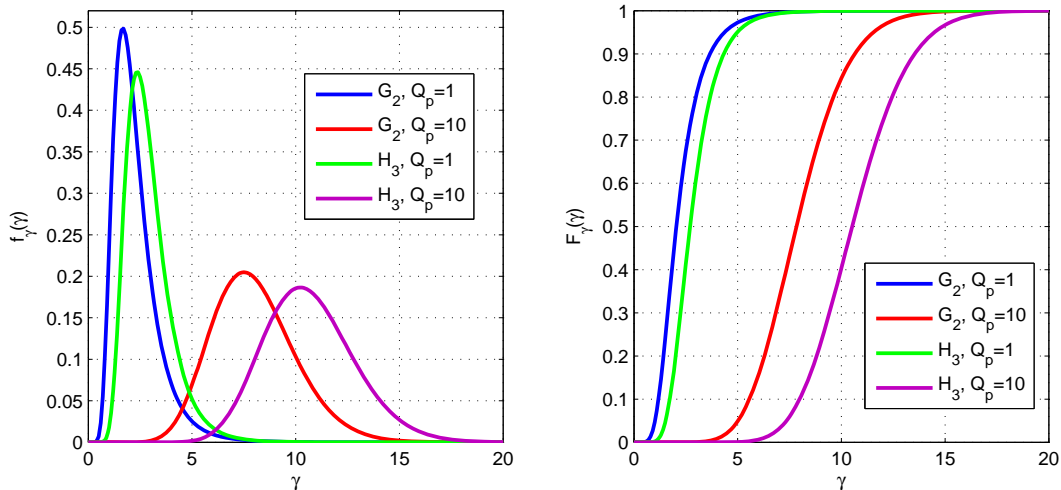 0.5
0.45
0.4
0.35
0.3
0.25
0.2
0.15
0.1
0.05
0
0 5 10 15 20
f_γ(γ)
γ
G_2, Q_p=1
G_2, Q_p=10
H_3, Q_p=1
H_3, Q_p=10
1
0.9
0.8
0.7
0.6
0.5
0.4
0.3
0.2
0.1
0
0 5 10 15 20
F_γ(γ)
γ
G_2, Q_p=1
G_2, Q_p=10
H_3, Q_p=1
H_3, Q_p=10